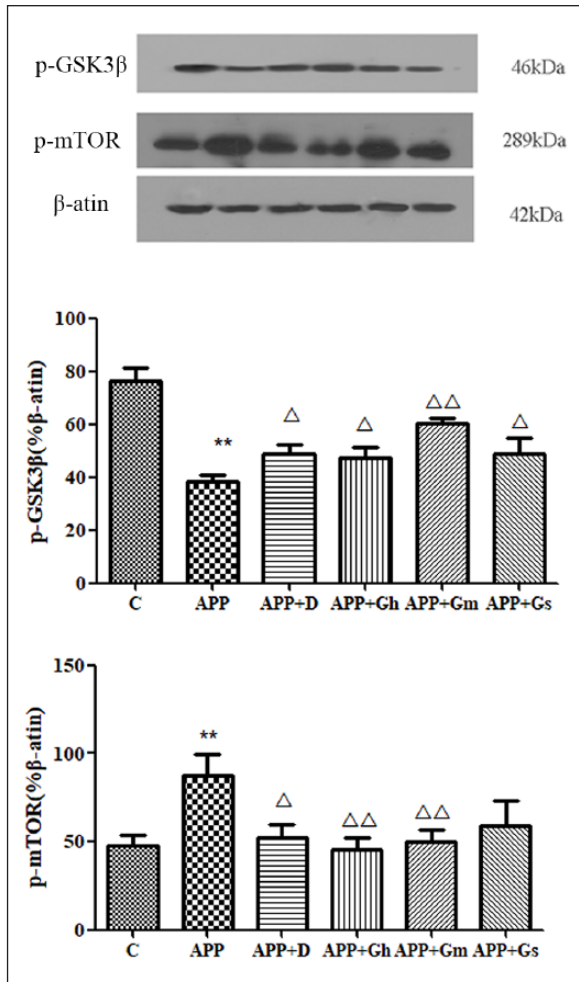 p-GSK3β 46kDa
p-mTOR 289kDa
β-atin 42kDa
p-GSK3β(%β-atin)
100
80
60
40
20
0
**
△
△
△△
△
C APP APP+D APP+Gh APP+Gm APP+Gs
p-mTOR(%β-atin)
150
100
50
0
**
△
△△
△△
C APP APP+D APP+Gh APP+Gm APP+Gs